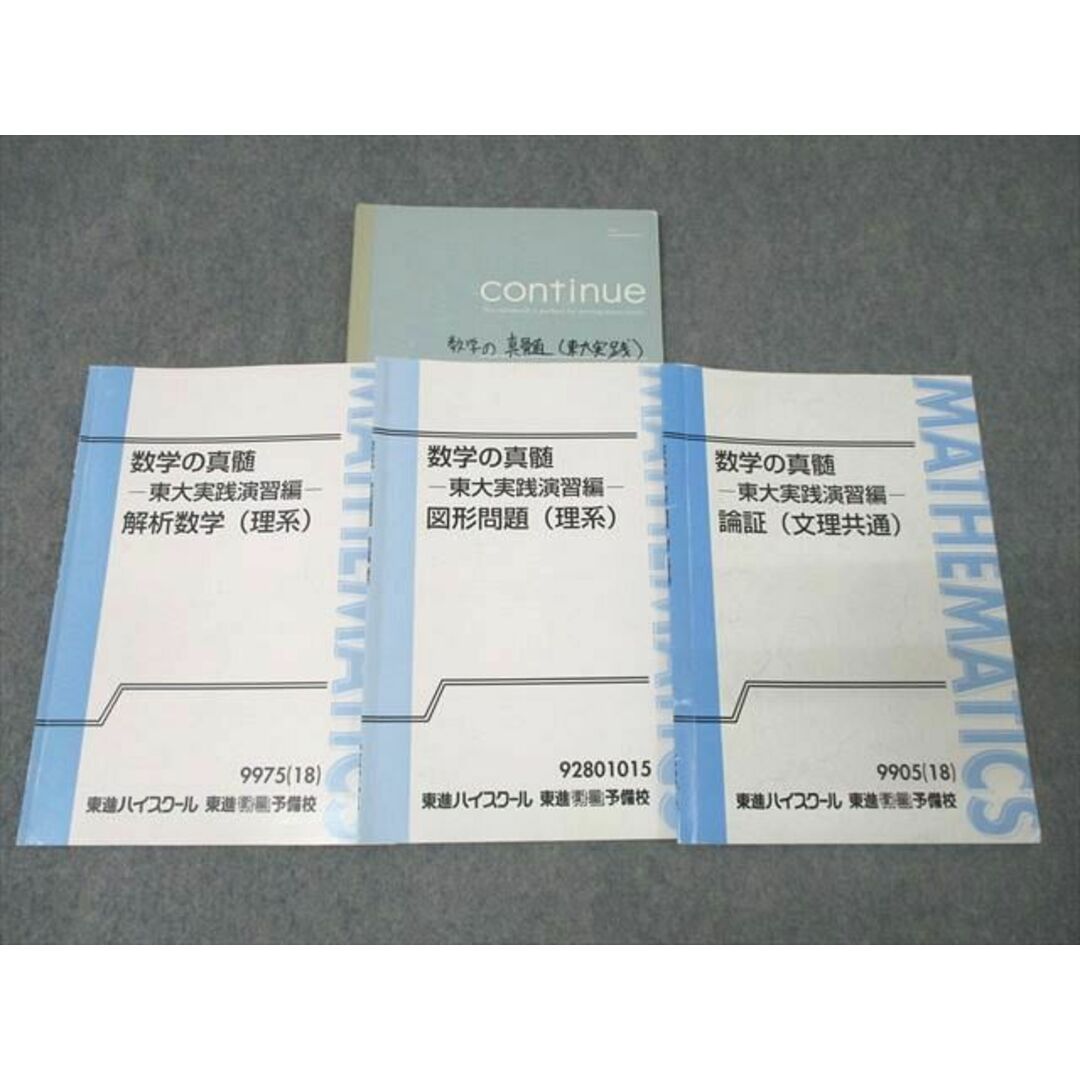 continue
数学の真髄(東大実践)
数学の真髄
―東大実践演習編―
解析数学(理系)
9975(18)
東進ハイスクール 東進衛星予備校
MATHEMATICS
数学の真髄
―東大実践演習編―
図形問題(理系)
92801015
東進ハイスクール 東進衛星予備校
MATHEMATICS
数学の真髄
―東大実践演習編―
論証(文理共通)
9905(18)
東進ハイスクール 東進衛星予備校
MATHEMATICS